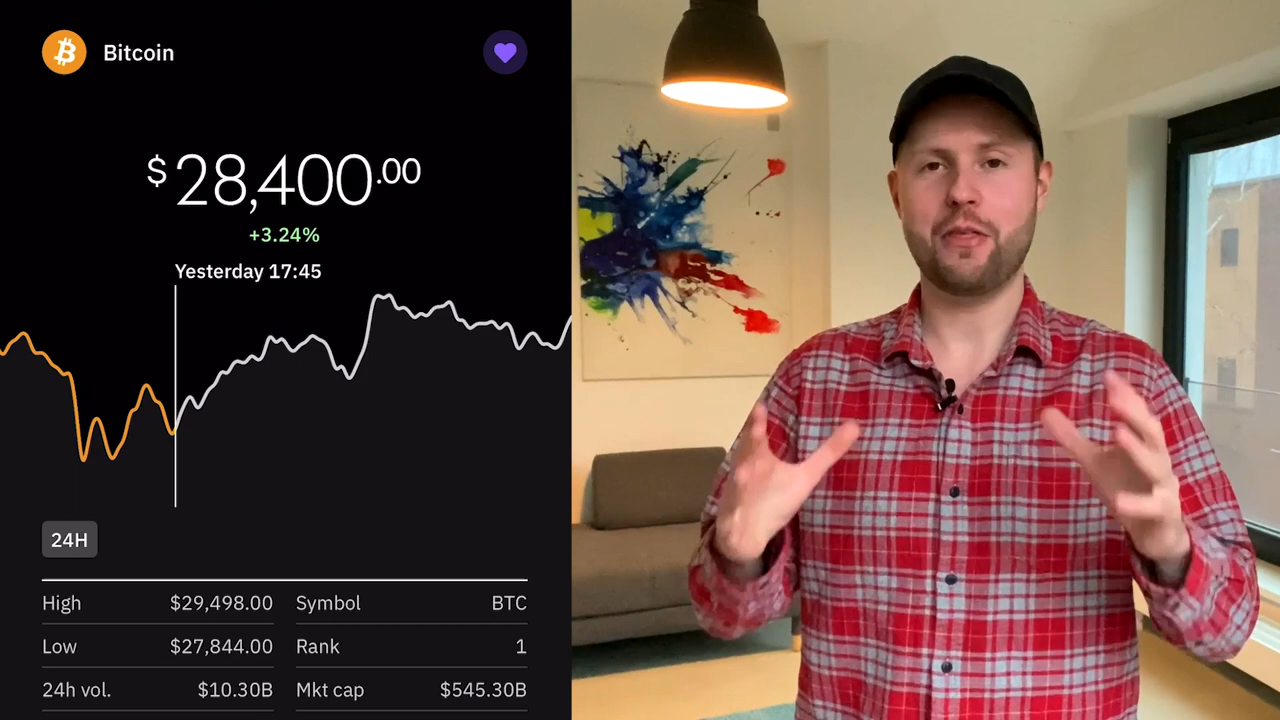 Bitcoin
$28,400.00
+3.24%
Yesterday 17:45
24H
High $29,498.00 Symbol BTC
Low $27,844.00 Rank 1
24h vol. $10.30B Mkt cap $545.30B